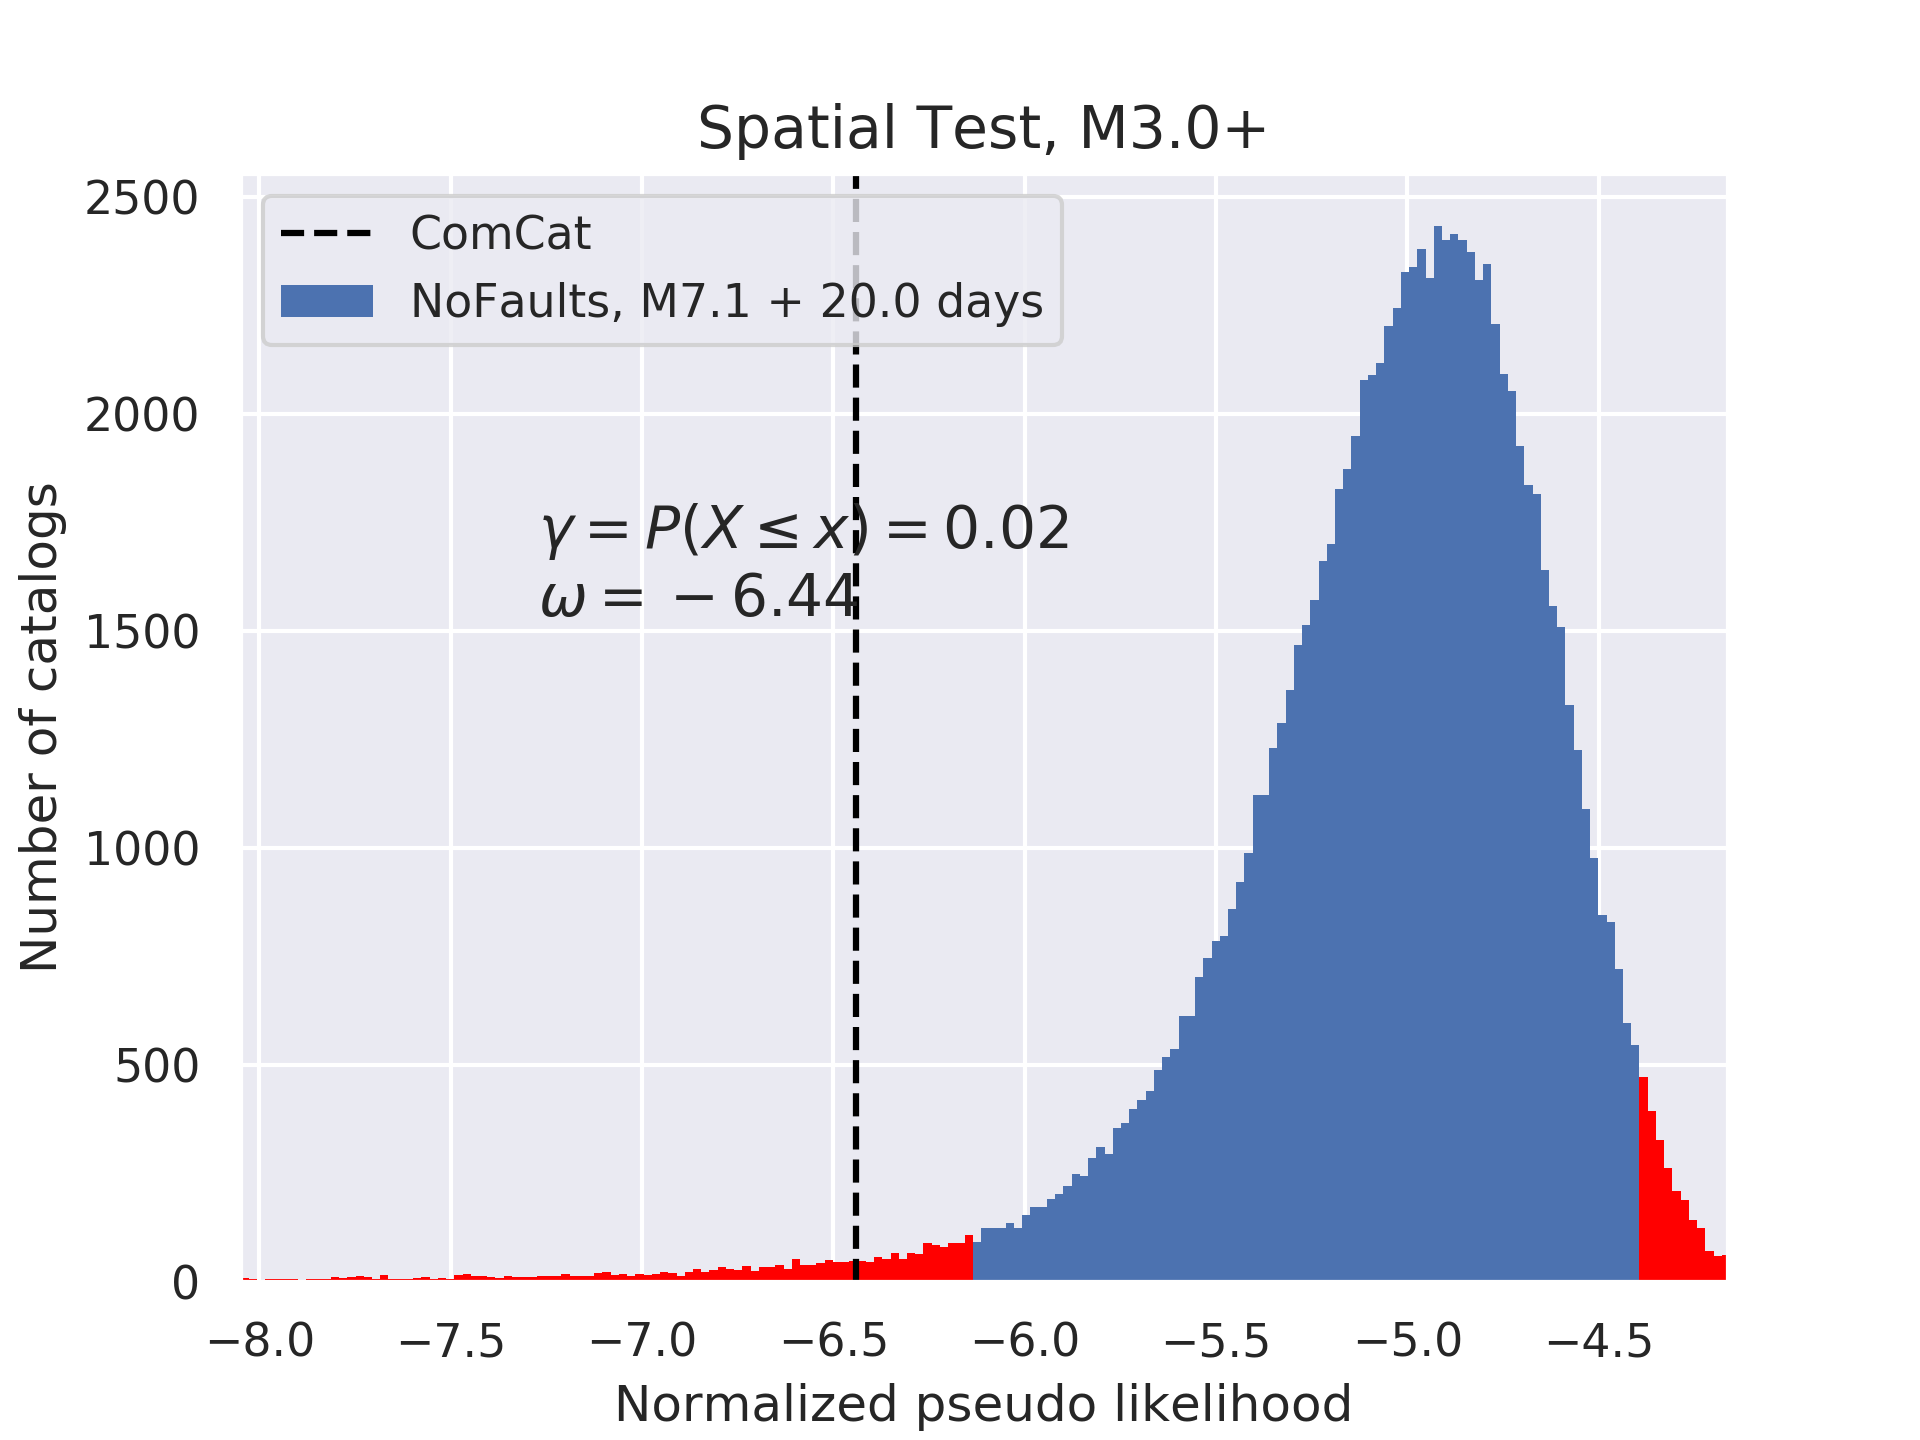 Spatial Test, M3.0+
ComCat
NoFaults, M7.1 + 20.0 days
γ = P(X ≤ x) = 0.02
ω = −6.44
Number of catalogs
2500
2000
1500
1000
500
0
−8.0 −7.5 −7.0 −6.5 −6.0 −5.5 −5.0 −4.5
Normalized pseudo likelihood